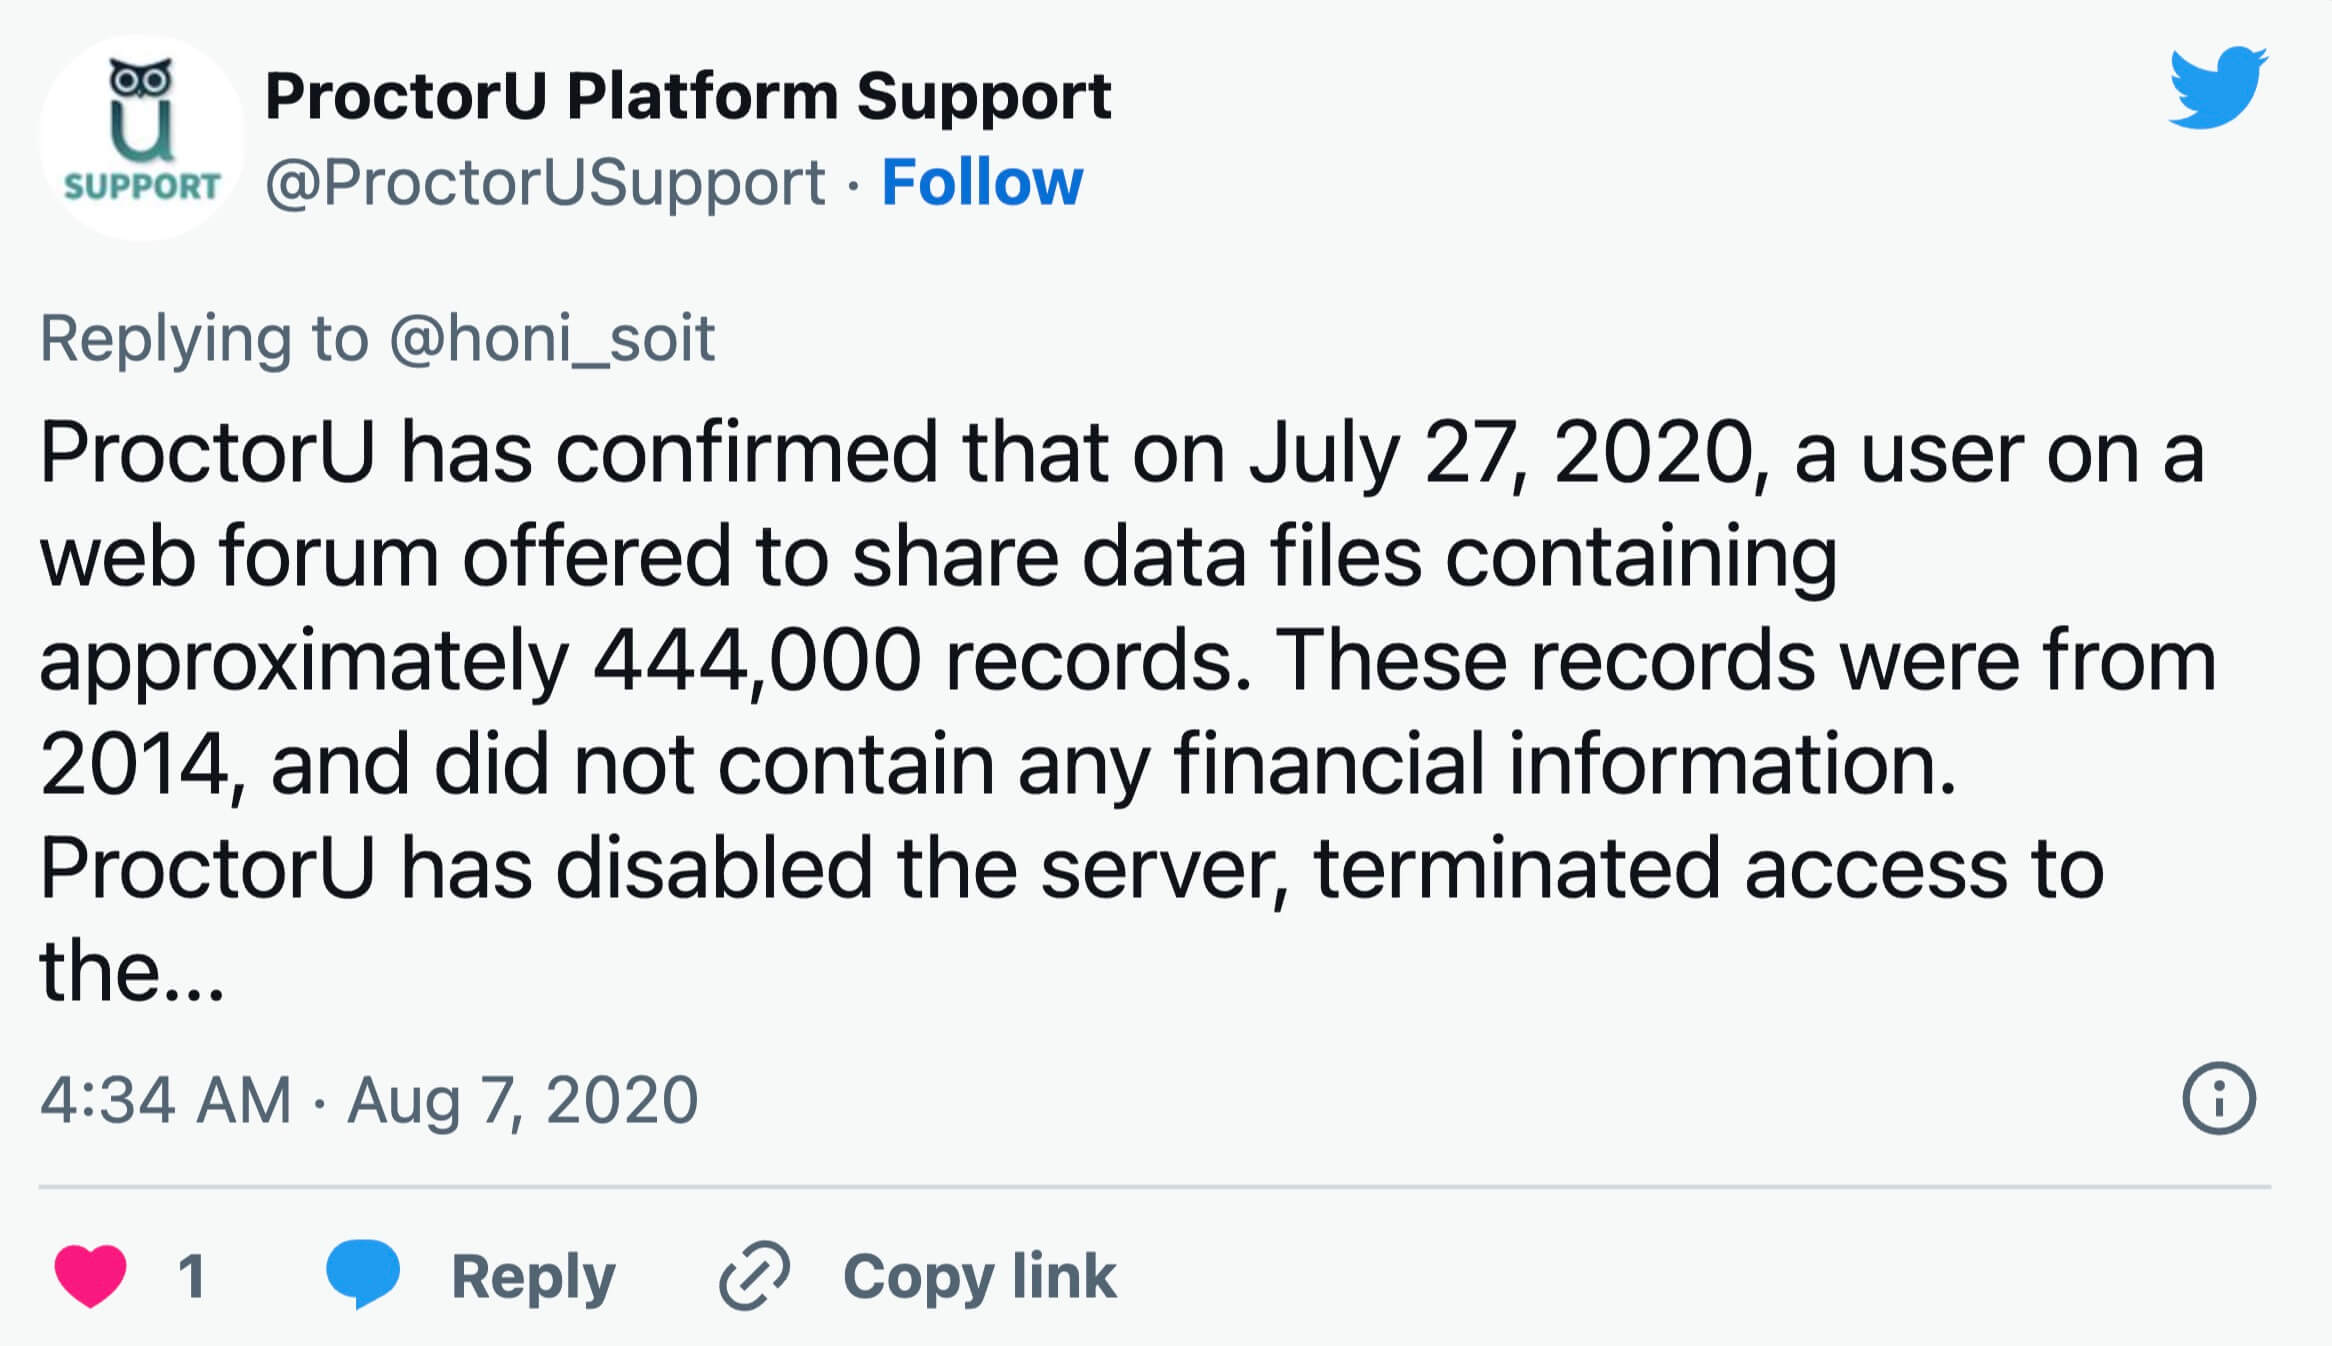 SUPPORT
ProctorU Platform Support
@ProctorUSupport · Follow
Replying to @honi_soit
ProctorU has confirmed that on July 27, 2020, a user on a
web forum offered to share data files containing
approximately 444,000 records. These records were from
2014, and did not contain any financial information.
ProctorU has disabled the server, terminated access to
the...
4:34 AM · Aug 7, 2020
1 Reply Copy link